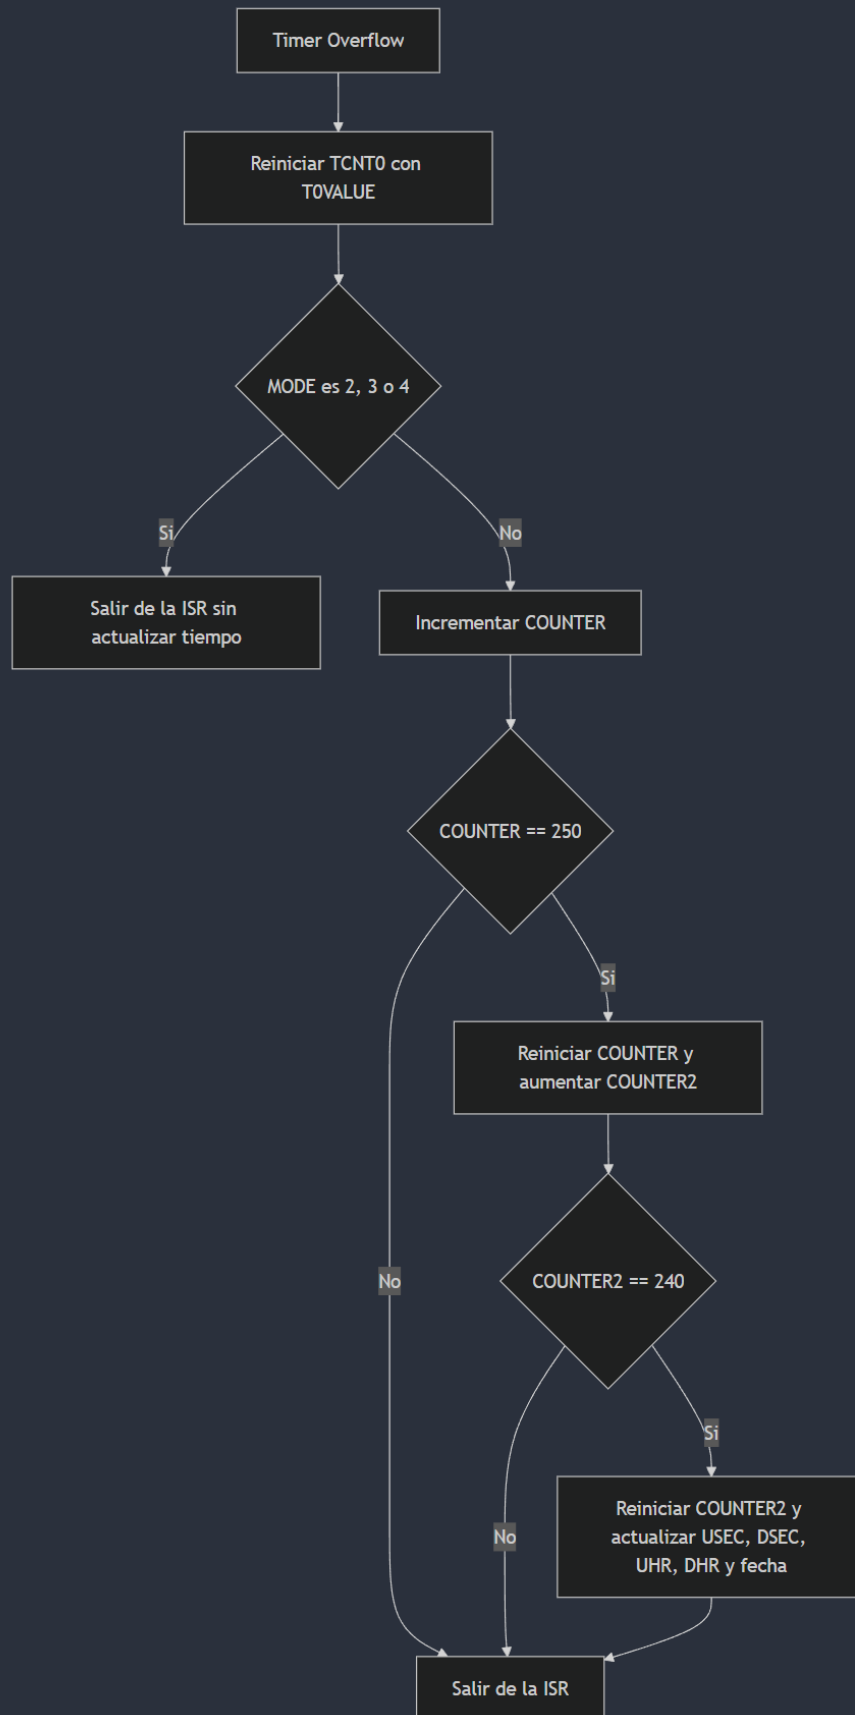 Timer Overflow
Reiniciar TCNT0 con
T0VALUE
MODE es 2, 3 o 4
Si
No
Salir de la ISR sin
actualizar tiempo
Incrementar COUNTER
COUNTER == 250
Si
Reiniciar COUNTER y
aumentar COUNTER2
No
COUNTER2 == 240
Si
No
Reiniciar COUNTER2 y
actualizar USEC, DSEC,
UHR, DHR y fecha
Salir de la ISR